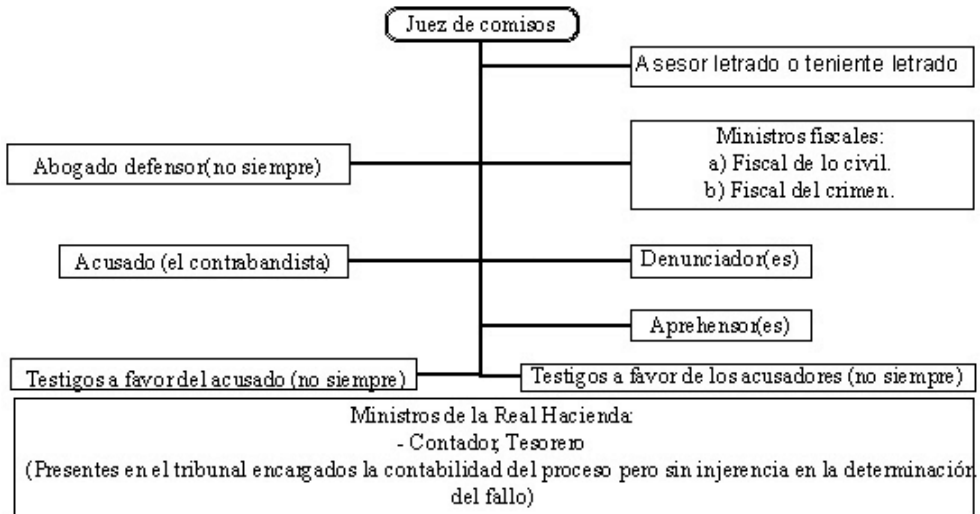 Juez de comisos
Asesor letrado o teniente letrado
Ministros fiscales:
a) Fiscal de lo civil.
b) Fiscal del crimen.
Abogado defensor(no siempre)
Acusado (el contrabandista)
Denunciador(es)
Aprehensor(es)
Testigos a favor del acusado (no siempre)
Testigos a favor de los acusadores (no siempre)
Ministros de la Real Hacienda:
- Contador, Tesorero
(Presentes en el tribunal encargados la contabilidad del proceso pero sin injerencia en la determinación
del fallo)